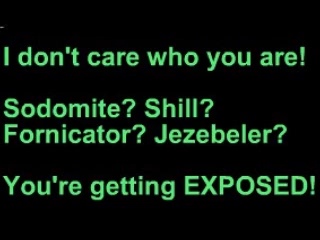 I don't care who you are!
Sodomite? Shill?
Fornicator? Jezebeler?
You're getting EXPOSED!